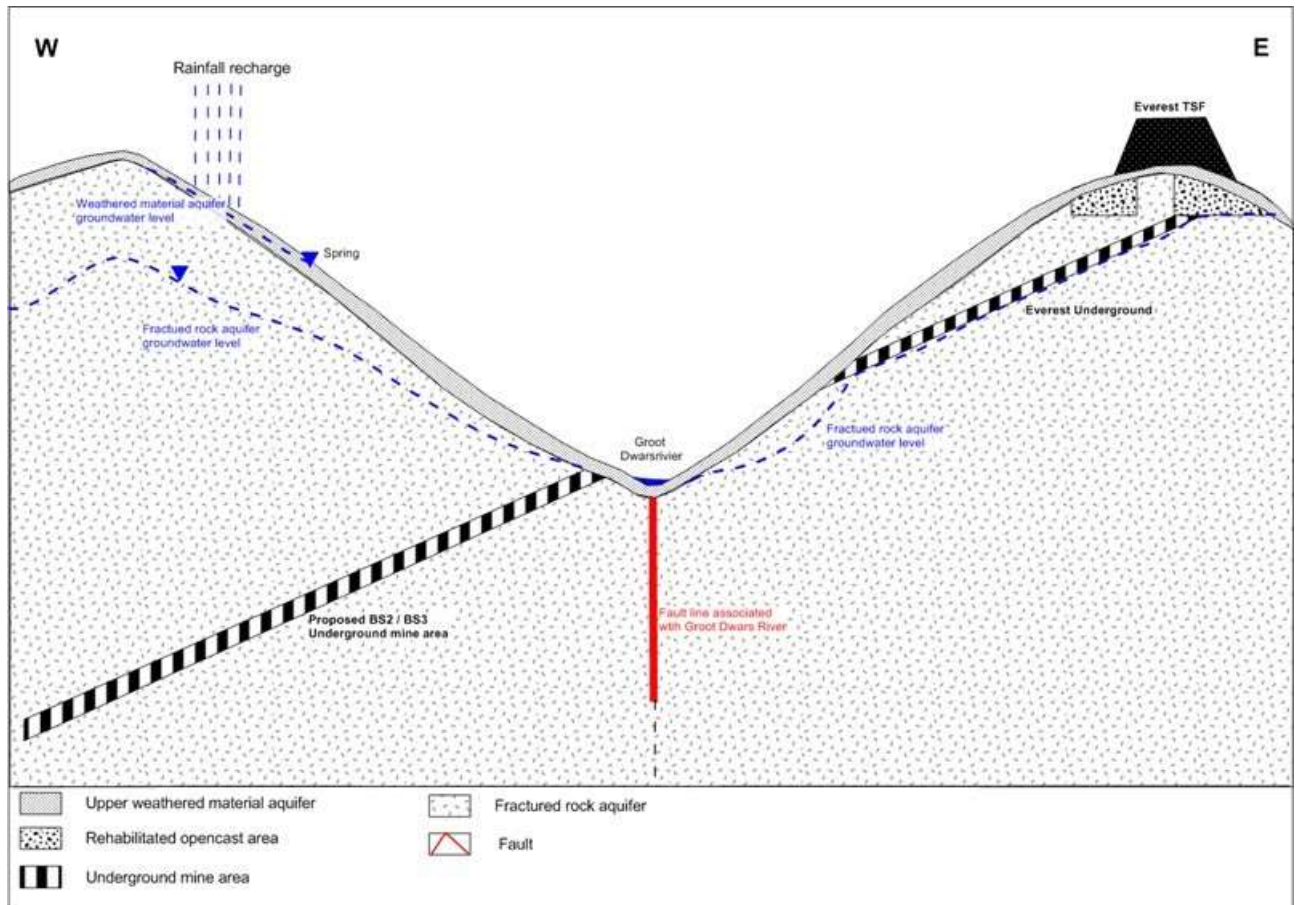 W
E
Rainfall recharge
Everest TSF
Weathered material aquifer
groundwater level
Spring
Fractued rock aquifer
groundwater level
Everest Underground
Groot
Dwarsrivier
Fractued rock aquifer
groundwater level
Proposed BS2 / BS3
Underground mine area
Fault line associated
wtih Groot Dwars River
Upper weathered material aquifer
Fractured rock aquifer
Rehabilitated opencast area
Fault
Underground mine area